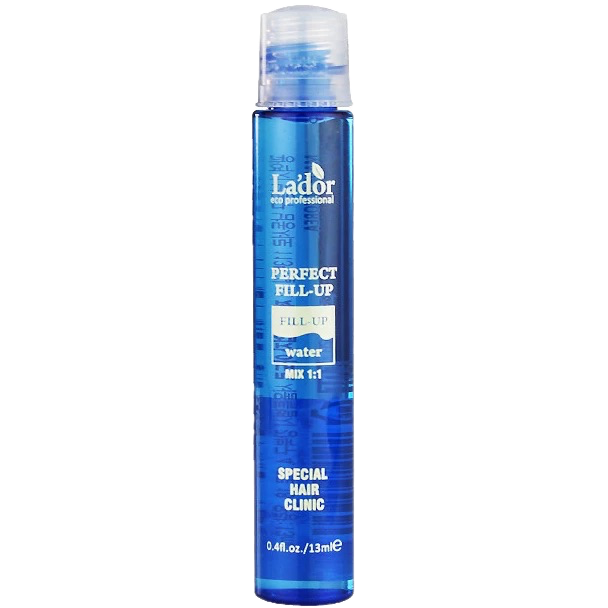 La'dor
eco professional
PERFECT
FILL-UP
FILL-UP
water
MIX 1:1
SPECIAL
HAIR
CLINIC
0.4fl.oz./13ml℮